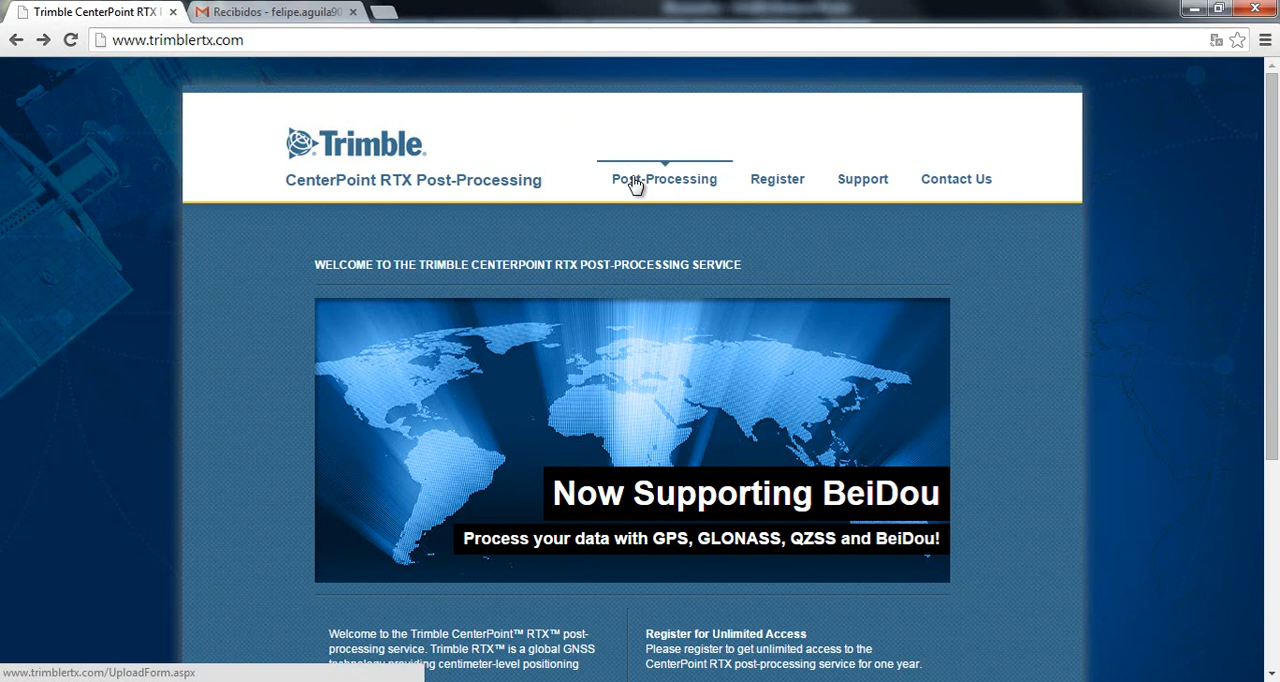 Trimble CenterPoint RTX
Recibidos - felipe.aguila90
www.trimblertx.com
Trimble
CenterPoint RTX Post-Processing
Post-Processing
Register
Support
Contact Us
WELCOME TO THE TRIMBLE CENTERPOINT RTX POST-PROCESSING SERVICE
Now Supporting BeiDou
Process your data with GPS, GLONASS, QZSS and BeiDou!
Welcome to the Trimble CenterPoint™ RTX™ post-
processing service. Trimble RTX™ is a global GNSS
technology providing centimeter-level positioning
Register for Unlimited Access
Please register to get unlimited access to the
CenterPoint RTX post-processing service for one year.
www.trimblertx.com/UploadForm.aspx